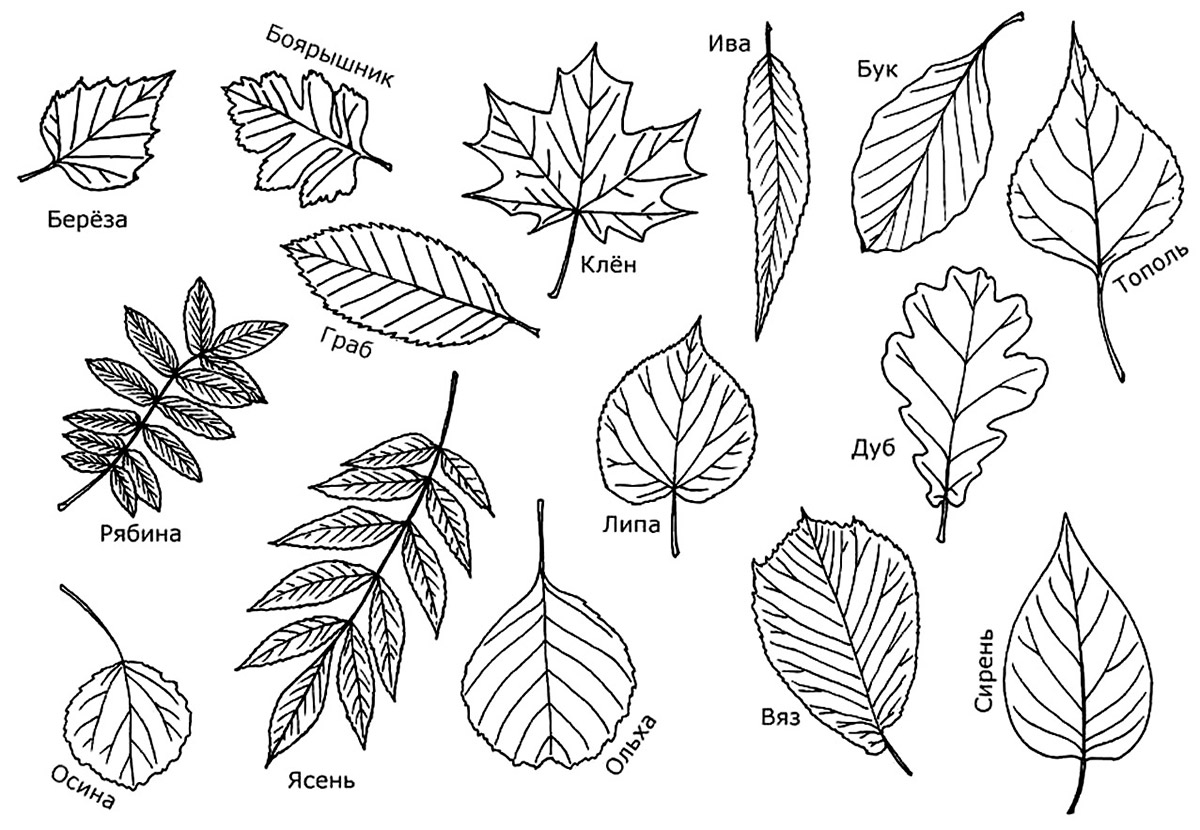 Боярышник
Ива
Бук
Берёза
Клён
Тополь
Граб
Дуб
Липа
Рябина
Сирень
Вяз
Ольха
Осина
Ясень